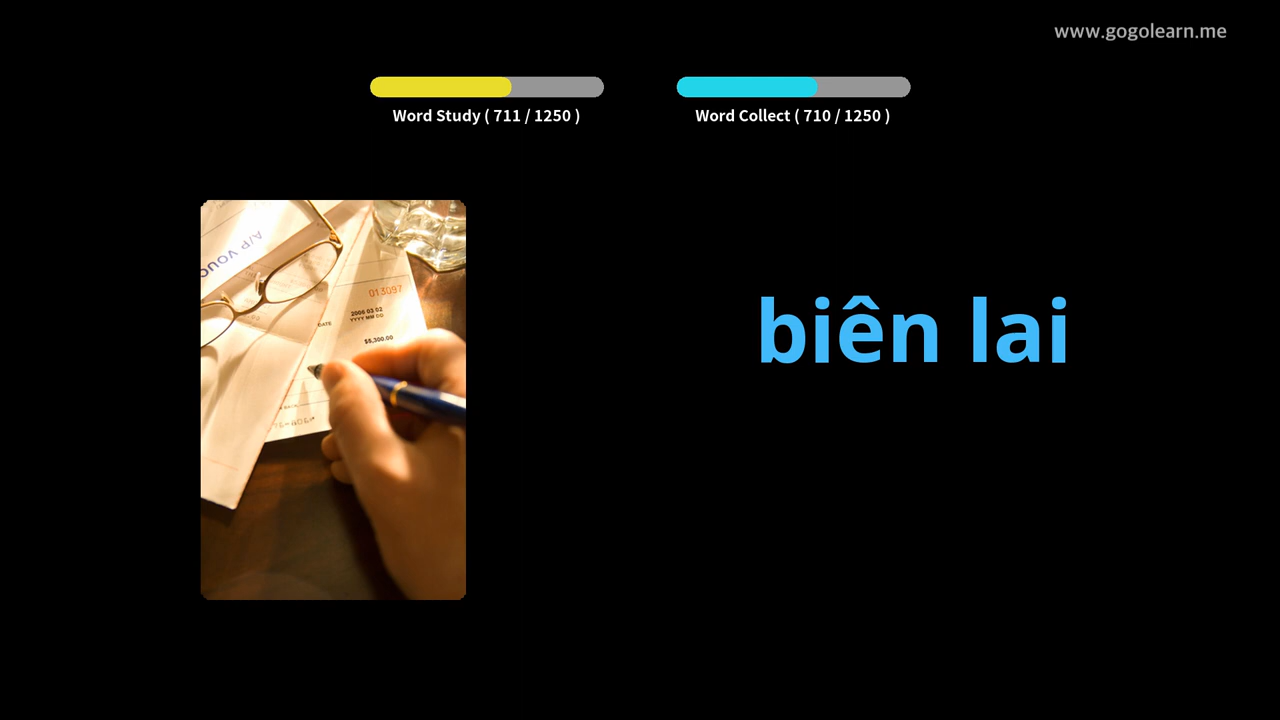 www.gogolearn.me
Word Study ( 711 / 1250 )
Word Collect ( 710 / 1250 )
A/P VOUC
013097
DATE
2006 03 02
YYYY MM DD
$5,300.00
biên lai